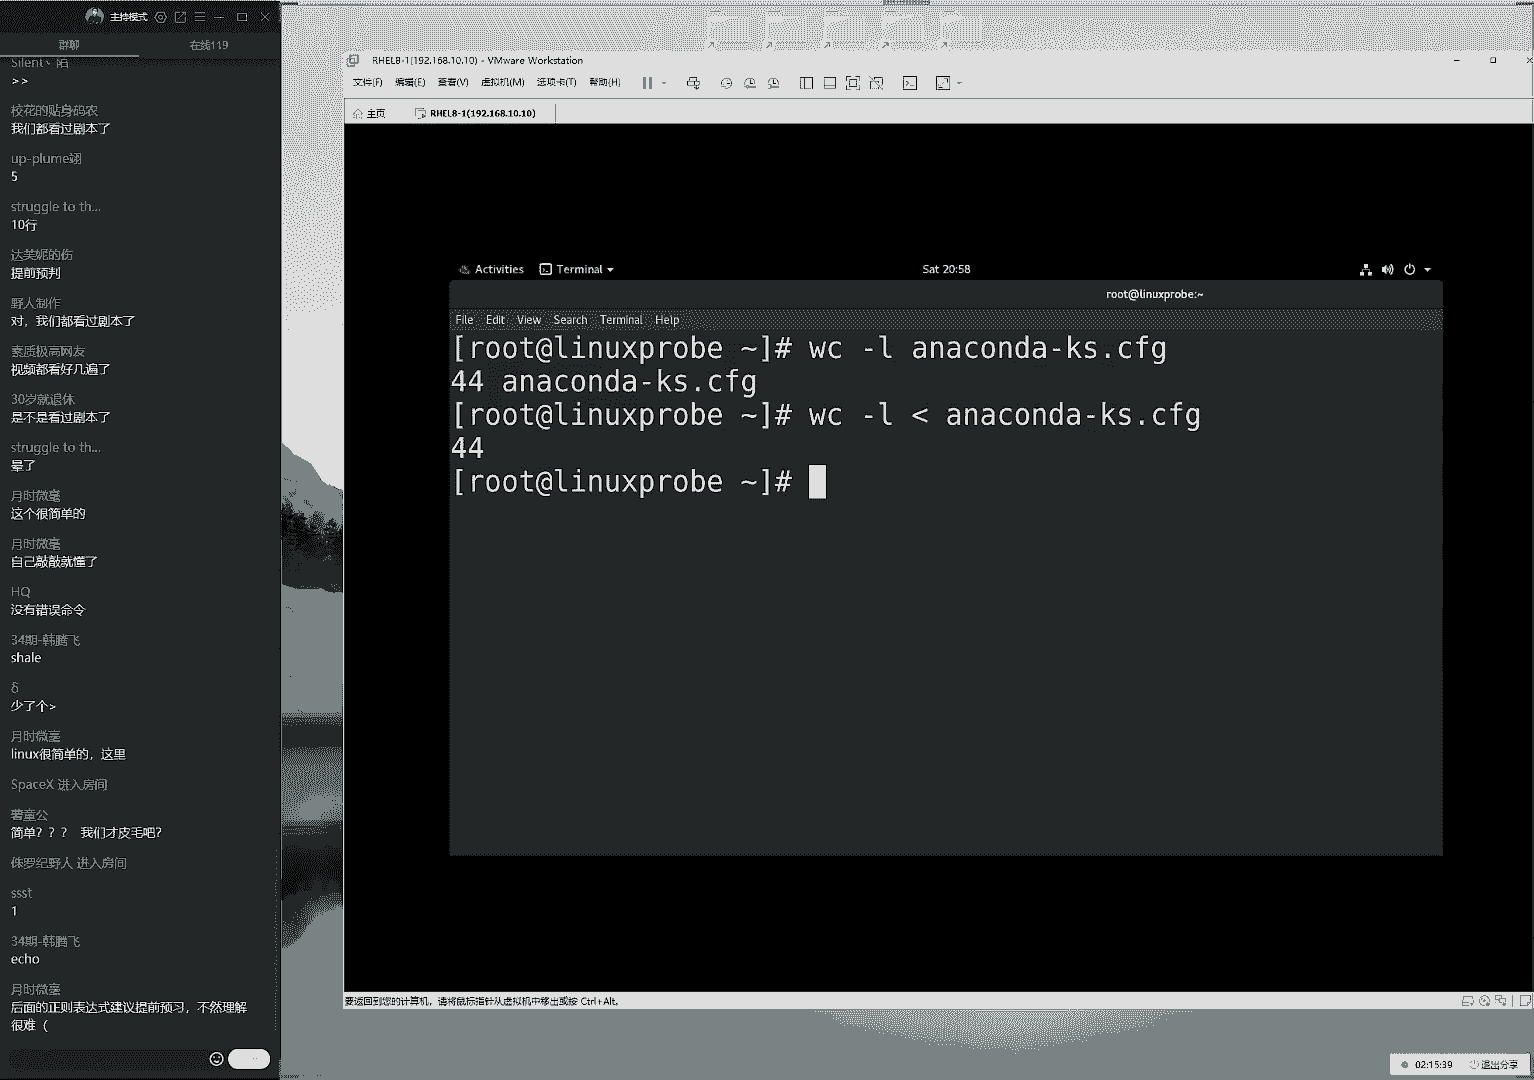 主持模式
群聊
在线119
Silent、陌
>>
校花的贴身码农
我们都看过剧本了
up-plume翊
5
struggle to th...
10行
达芙妮的伤
提前预判
野人制作
对，我们都看过剧本了
素质极高网友
视频都看好几遍了
30岁就退休
是不是看过剧本了
struggle to th...
晕了
月时微毫
这个很简单的
月时微毫
自己敲敲就懂了
HQ
没有错误命令
34期-韩腾飞
shale
δ
少了个>
月时微毫
linux很简单的，这里
SpaceX 进入房间
薯童公
简单？？？ 我们才皮毛吧？
侏罗纪野人 进入房间
ssst
1
34期-韩腾飞
echo
月时微毫
后面的正则表达式建议提前预习，不然理解
很难（
RHEL8-1(192.168.10.10) - VMware Workstation
文件(F) 编辑(E) 查看(V) 虚拟机(M) 选项卡(T) 帮助(H)
主页 RHEL8-1(192.168.10.10)
Activities Terminal Sat 20:58
root@linuxprobe:~
File Edit View Search Terminal Help
[root@linuxprobe ~]# wc -l anaconda-ks.cfg
44 anaconda-ks.cfg
[root@linuxprobe ~]# wc -l < anaconda-ks.cfg
44
[root@linuxprobe ~]#
要返回到您的计算机，请将鼠标指针从虚拟机中移出或按 Ctrl+Alt。
02:15:39 退出分享